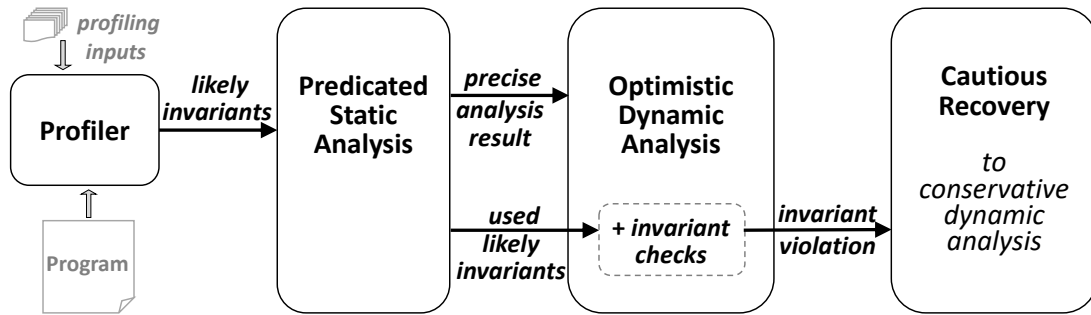 profiling
inputs
Profiler
Program
likely
invariants
Predicated
Static
Analysis
precise
analysis
result
used
likely
invariants
Optimistic
Dynamic
Analysis
+ invariant
checks
invariant
violation
Cautious
Recovery
to
conservative
dynamic
analysis